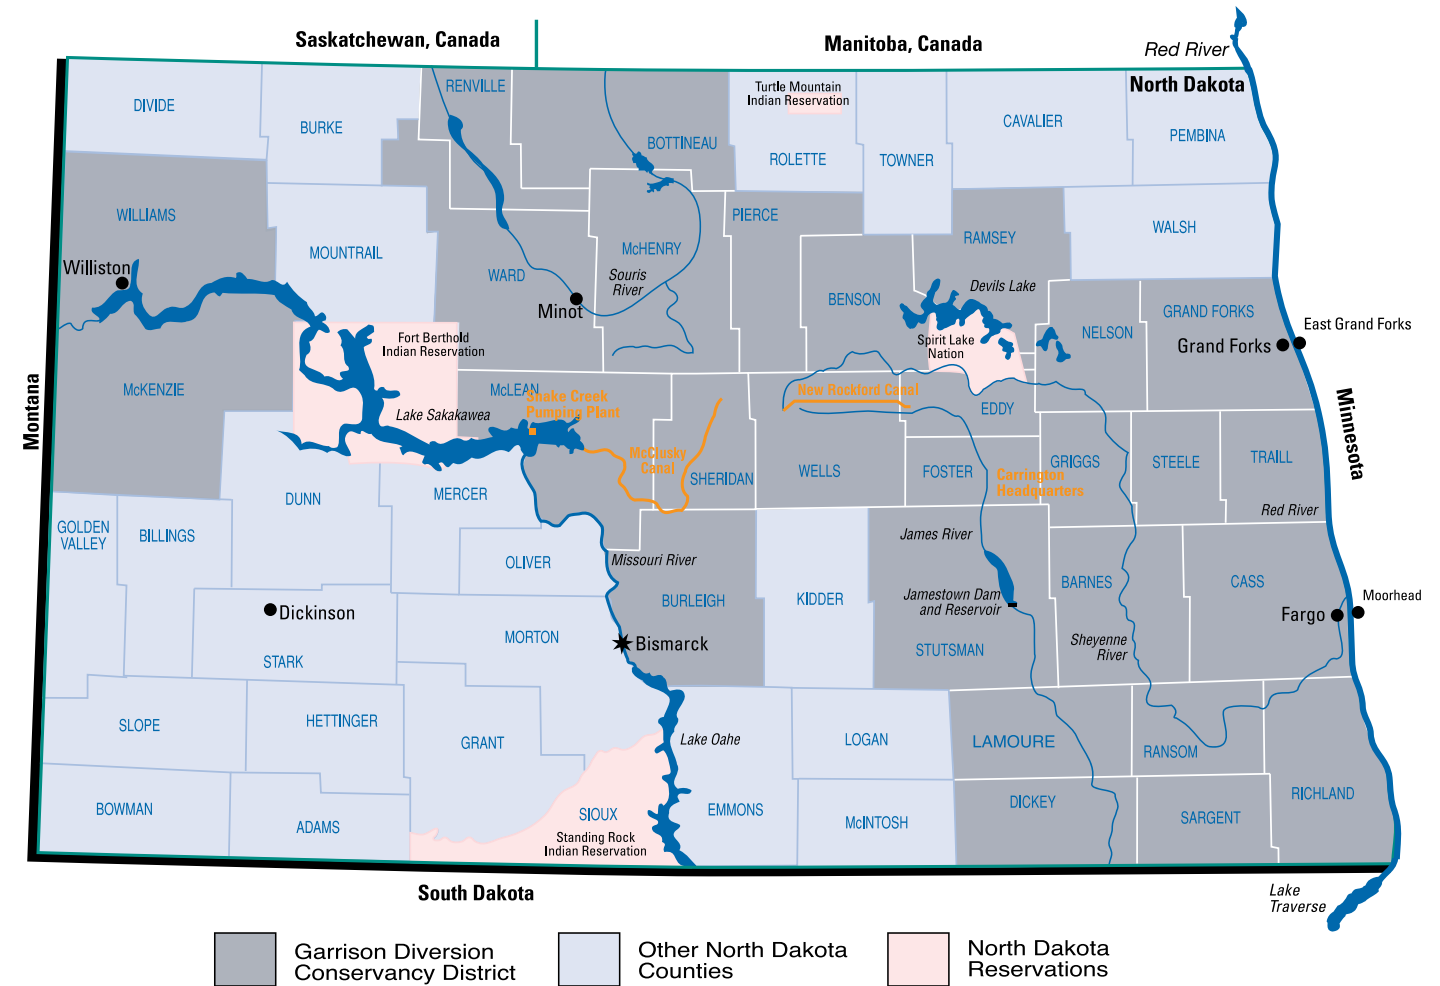 Saskatchewan, Canada
Manitoba, Canada
Red River
North Dakota
DIVIDE
BURKE
RENVILLE
BOTTINEAU
Turtle Mountain
Indian Reservation
ROLETTE
TOWNER
CAVALIER
PEMBINA
WILLIAMS
MOUNTRAIL
WARD
McHENRY
PIERCE
RAMSEY
WALSH
Williston
Souris
River
Minot
BENSON
Devils Lake
NELSON
GRAND FORKS
East Grand Forks
Grand Forks
Fort Berthold
Indian Reservation
Spirit Lake
Nation
Montana
McKENZIE
McLEAN
Snake Creek
Pumping Plant
Lake Sakakawea
New Rockford Canal
EDDY
Minnesota
McClusky
Canal
SHERIDAN
WELLS
FOSTER
Carrington
Headquarters
GRIGGS
STEELE
TRAILL
DUNN
MERCER
Red River
GOLDEN
VALLEY
BILLINGS
OLIVER
Missouri River
James River
BURLEIGH
KIDDER
Jamestown Dam
and Reservoir
BARNES
CASS
Moorhead
Fargo
Dickinson
STARK
MORTON
Bismarck
STUTSMAN
Sheyenne
River
SLOPE
HETTINGER
GRANT
Lake Oahe
LOGAN
LAMOURE
RANSOM
BOWMAN
ADAMS
SIOUX
Standing Rock
Indian Reservation
EMMONS
McINTOSH
DICKEY
SARGENT
RICHLAND
South Dakota
Lake
Traverse
Garrison Diversion
Conservancy District
Other North Dakota
Counties
North Dakota
Reservations